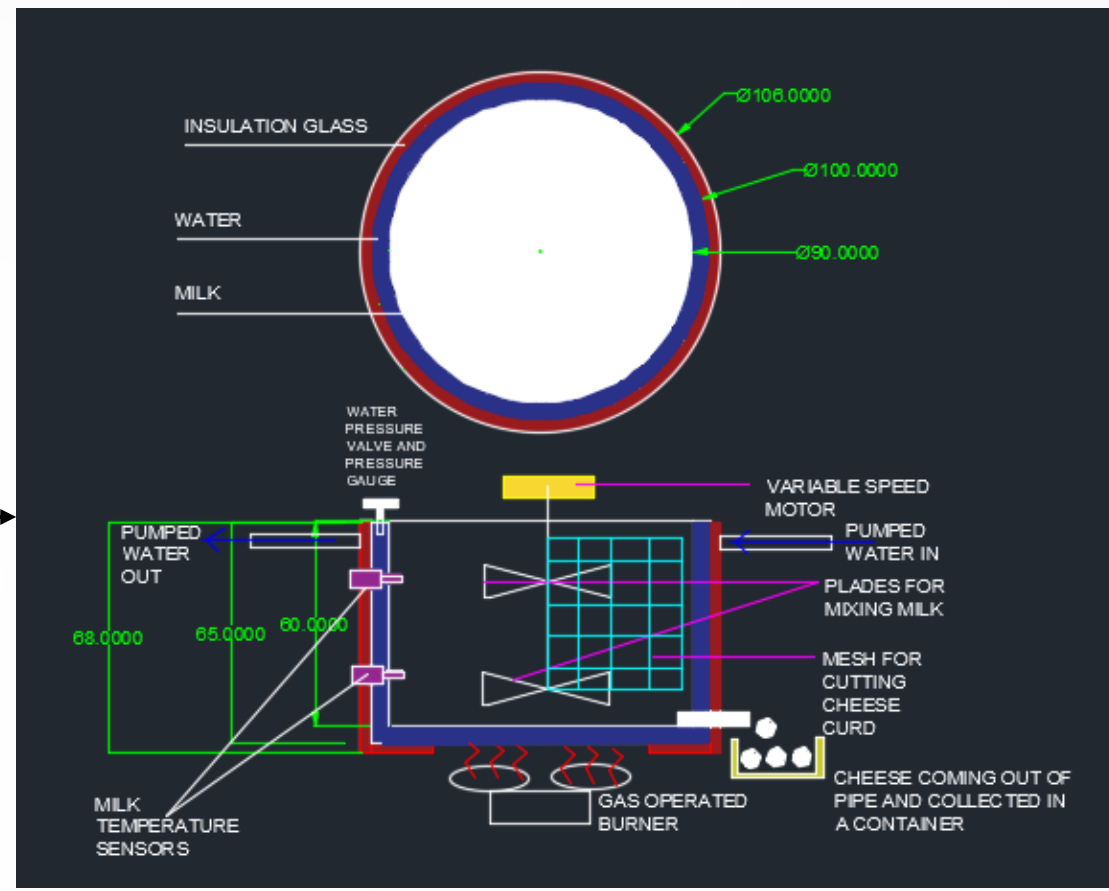 Ø106.0000
INSULATION GLASS
Ø100.0000
WATER
Ø90.0000
MILK
WATER
PRESSURE
VALVE AND
PRESSURE
GAUGE
VARIABLE SPEED
MOTOR
PUMPED
WATER
OUT
PUMPED
WATER IN
PLADES FOR
MIXING MILK
68.0000
65.0000
60.0000
MESH FOR
CUTTING
CHEESE
CURD
MILK
TEMPERATURE
SENSORS
GAS OPERATED
BURNER
CHEESE COMING OUT OF
PIPE AND COLLECTED IN
A CONTAINER